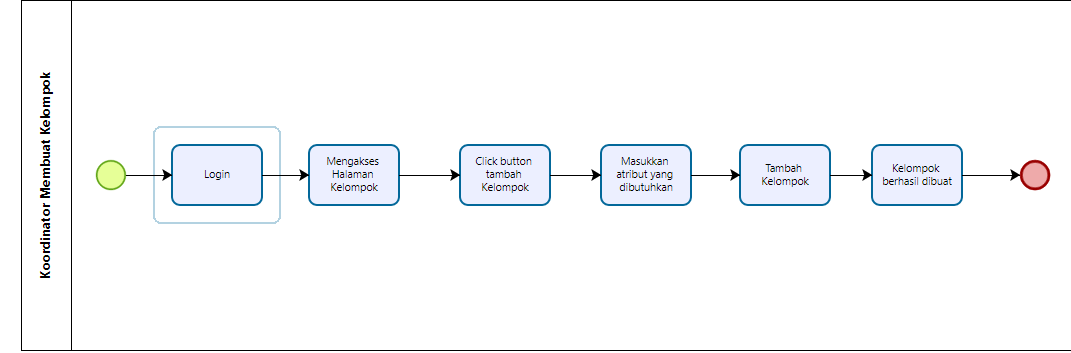 Koordinator Membuat Kelompok
Login
Mengakses
Halaman
Kelompok
Click button
tambah
Kelompok
Masukkan
atribut yang
dibutuhkan
Tambah
Kelompok
Kelompok
berhasil dibuat